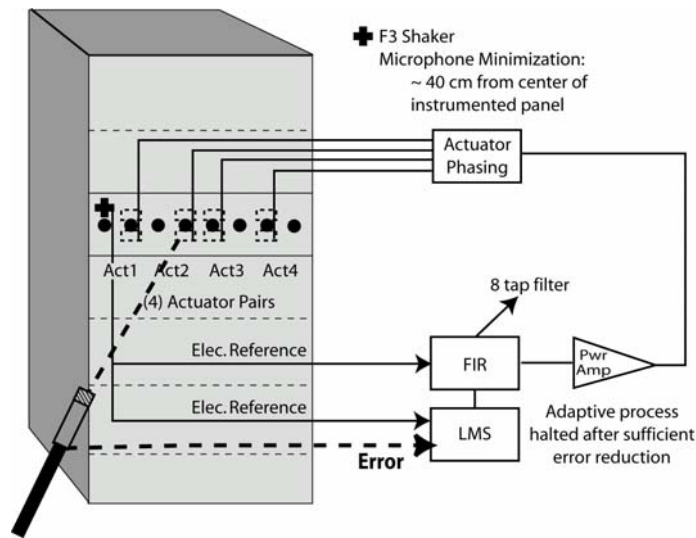 F3 Shaker
Microphone Minimization:
~ 40 cm from center of
instrumented panel
Actuator
Phasing
Act1 Act2 Act3 Act4
(4) Actuator Pairs
8 tap filter
Elec. Reference
FIR
Pwr
Amp
Elec. Reference
LMS
Error
Adaptive process
halted after sufficient
error reduction